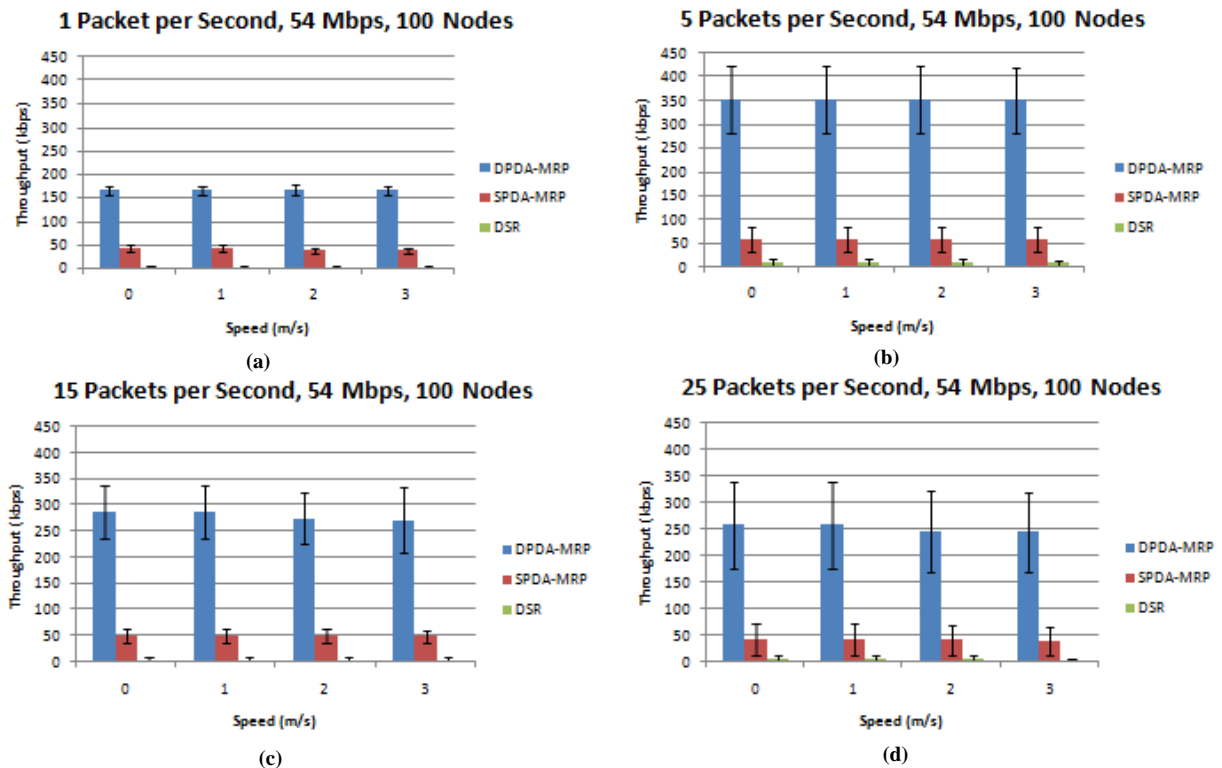 1 Packet per Second, 54 Mbps, 100 Nodes
450
400
350
300
250
200
150
100
50
0
Throughput (kbps)
0 1 2 3
Speed (m/s)
DPDA-MRP
SPDA-MRP
DSR
(a)
5 Packets per Second, 54 Mbps, 100 Nodes
450
400
350
300
250
200
150
100
50
0
Throughput (kbps)
0 1 2 3
Speed (m/s)
DPDA-MRP
SPDA-MRP
DSR
(b)
15 Packets per Second, 54 Mbps, 100 Nodes
450
400
350
300
250
200
150
100
50
0
Throughput (kbps)
0 1 2 3
Speed (m/s)
DPDA-MRP
SPDA-MRP
DSR
(c)
25 Packets per Second, 54 Mbps, 100 Nodes
450
400
350
300
250
200
150
100
50
0
Throughput (kbps)
0 1 2 3
Speed (m/s)
DPDA-MRP
SPDA-MRP
DSR
(d)